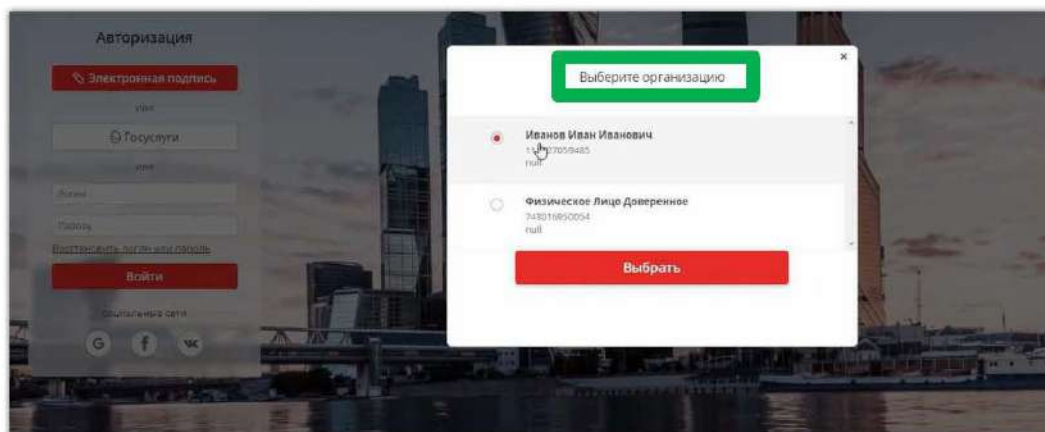 Авторизация
Электронная подпись
или
Госуслуги
или
Логин
Пароль
Восстановить логин или пароль
Войти
Социальные сети
Выберите организацию
Иванов Иван Иванович
null
Физическое Лицо Доверенное
743016950054
null
Выбрать